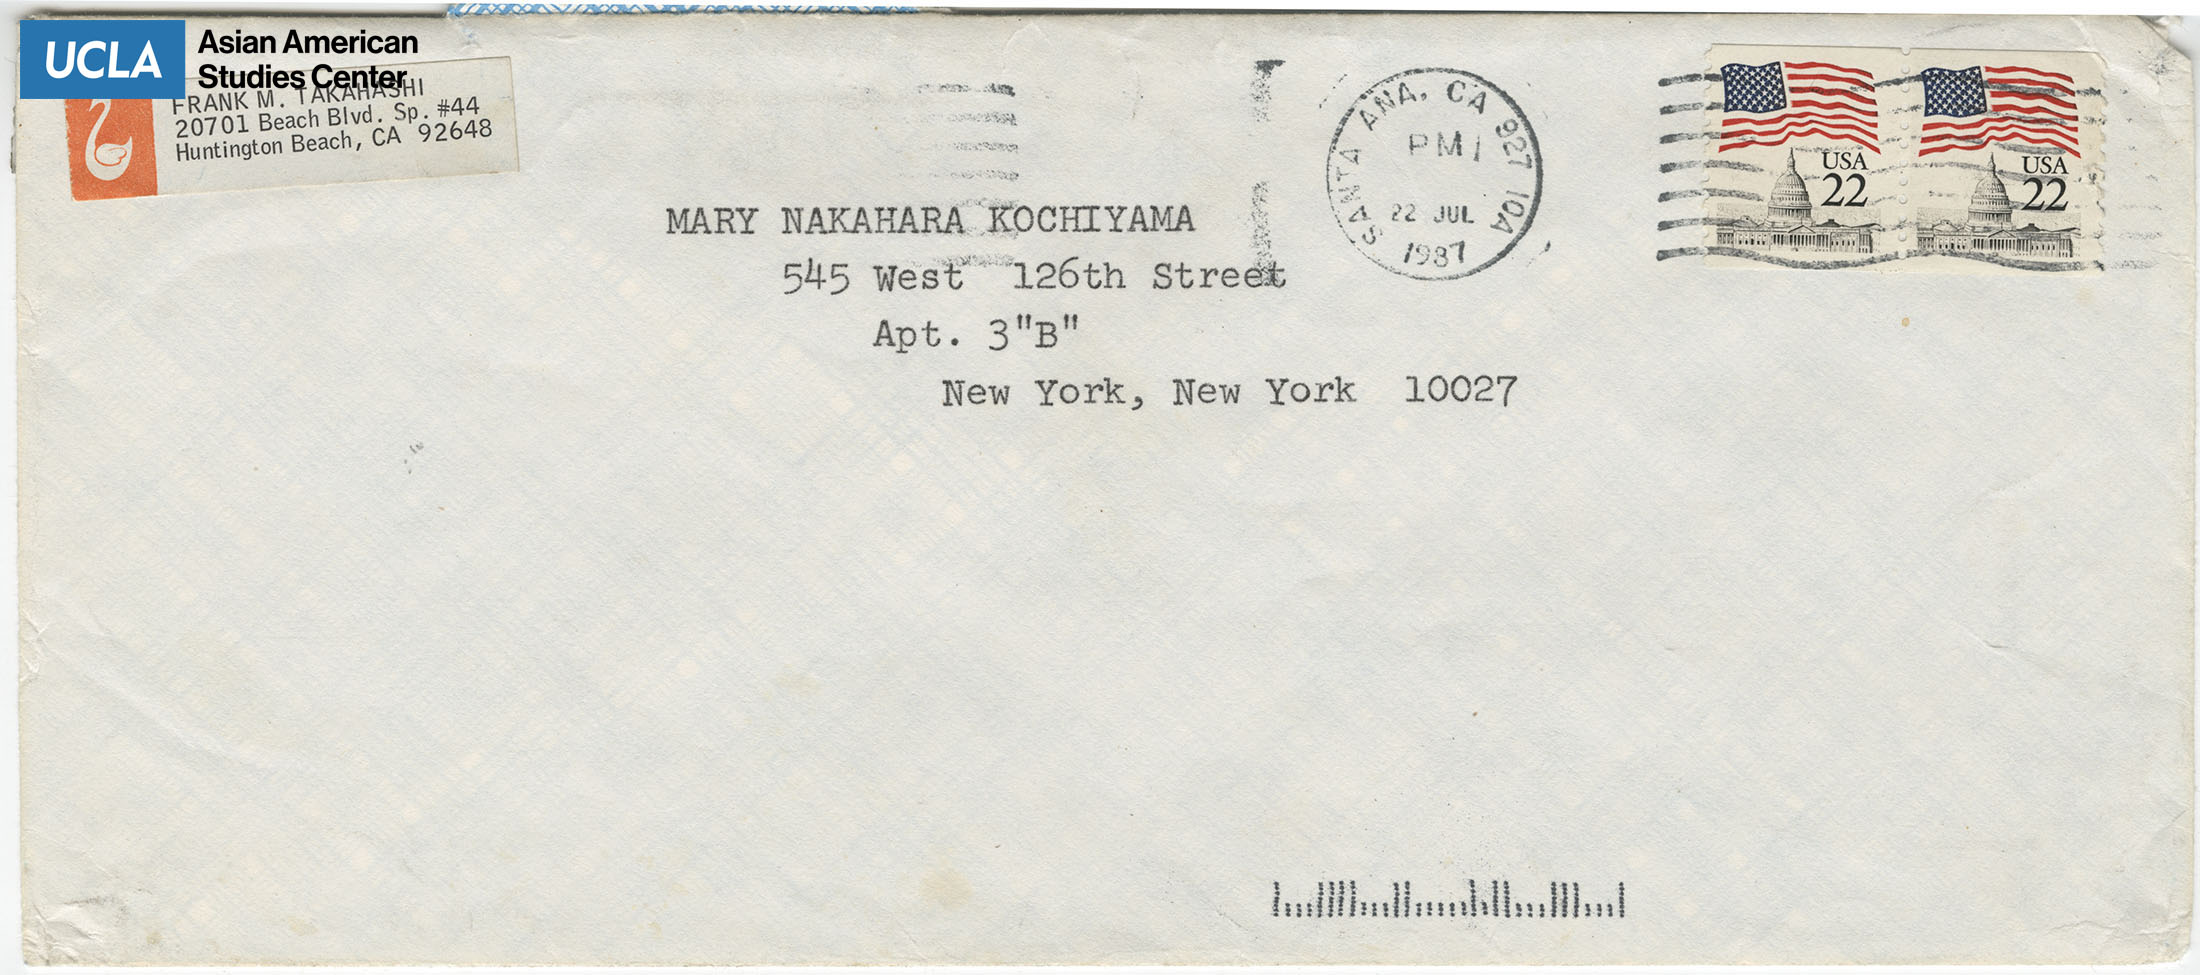 UCLA Asian American
Studies Center
FRANK M. TAKAHASHI
20701 Beach Blvd. Sp. #44
Huntington Beach, CA 92648
MARY NAKAHARA KOCHIYAMA
545 West 126th Street
Apt. 3"B"
New York, New York 10027
SANTA ANA, CA 927 10A
PM 1
22 JUL
1987
USA
22
USA
22